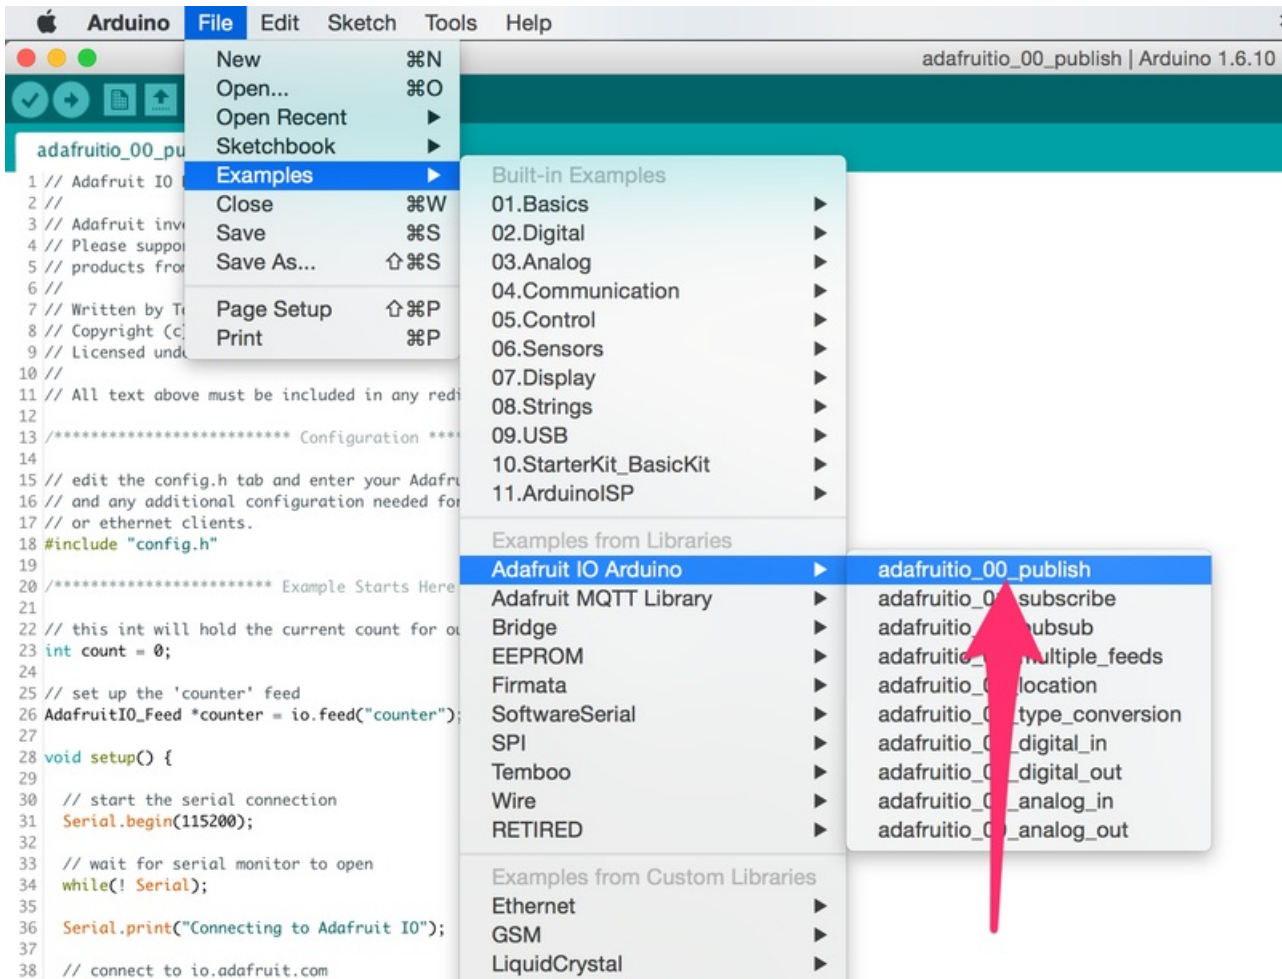 Arduino File Edit Sketch Tools Help
adafruitio_00_publish | Arduino 1.6.10
New ⌘N
Open... ⌘O
Open Recent ▶
Sketchbook ▶
Examples ▶
Close ⌘W
Save ⌘S
Save As... ⇧⌘S
Page Setup ⇧⌘P
Print ⌘P
Built-in Examples
01.Basics ▶
02.Digital ▶
03.Analog ▶
04.Communication ▶
05.Control ▶
06.Sensors ▶
07.Display ▶
08.Strings ▶
09.USB ▶
10.StarterKit_BasicKit ▶
11.ArduinoISP ▶
Examples from Libraries
Adafruit IO Arduino ▶
Adafruit MQTT Library ▶
Bridge ▶
EEPROM ▶
Firmata ▶
SoftwareSerial ▶
SPI ▶
Temboo ▶
Wire ▶
RETIRED ▶
Examples from Custom Libraries
Ethernet ▶
GSM ▶
LiquidCrystal ▶
adafruitio_00_publish
subscribe
multiple_feeds
location
type_conversion
digital_in
digital_out
analog_in
analog_out
adafruitio_00_pu
1 // Adafruit IO
2 //
3 // Adafruit inv
4 // Please suppo
5 // products fro
6 //
7 // Written by
8 // Copyright (c
9 // Licensed und
10 //
11 // All text above must be included in any redi
12
13 /************************** Configuration ****
14
15 // edit the config.h tab and enter your Adafru
16 // and any additional configuration needed for
17 // or ethernet clients.
18 #include "config.h"
19
20 /************************ Example Starts Here
21
22 // this int will hold the current count for ou
23 int count = 0;
24
25 // set up the 'counter' feed
26 AdafruitIO_Feed *counter = io.feed("counter");
27
28 void setup() {
29
30 // start the serial connection
31 Serial.begin(115200);
32
33 // wait for serial monitor to open
34 while(! Serial);
35
36 Serial.print("Connecting to Adafruit IO");
37
38 // connect to io.adafruit.com